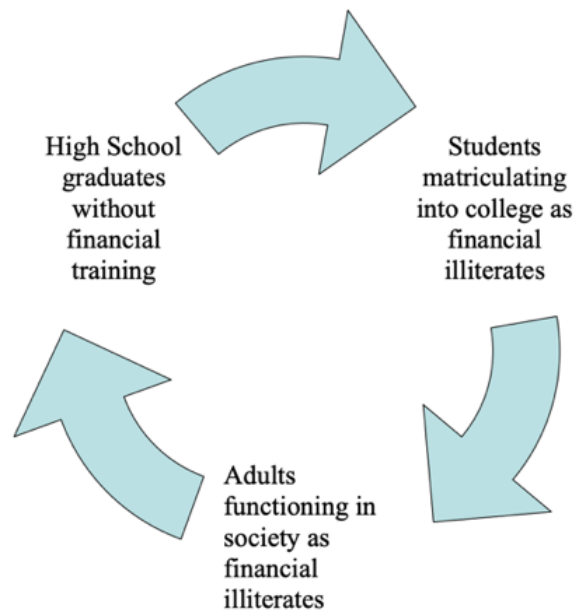 High School
graduates
without
financial
training
Students
matriculating
into college as
financial
illiterates
Adults
functioning in
society as
financial
illiterates